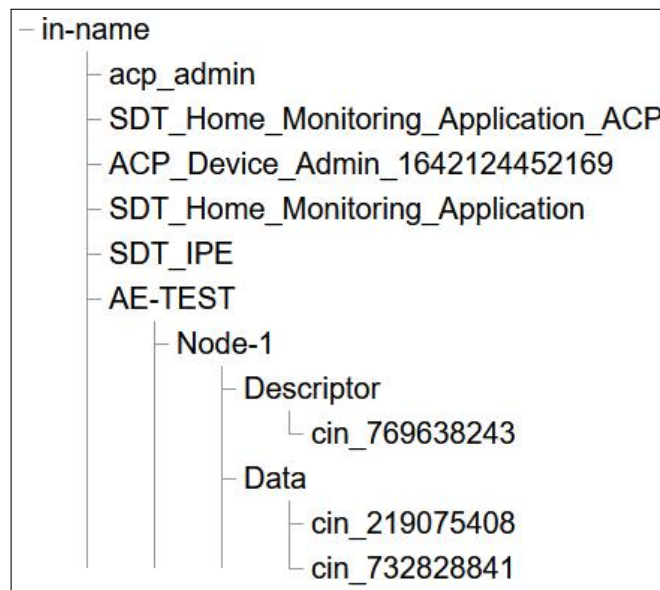 in-name
acp_admin
SDT_Home_Monitoring_Application_ACP
ACP_Device_Admin_1642124452169
SDT_Home_Monitoring_Application
SDT_IPE
AE-TEST
Node-1
Descriptor
cin_769638243
Data
cin_219075408
cin_732828841